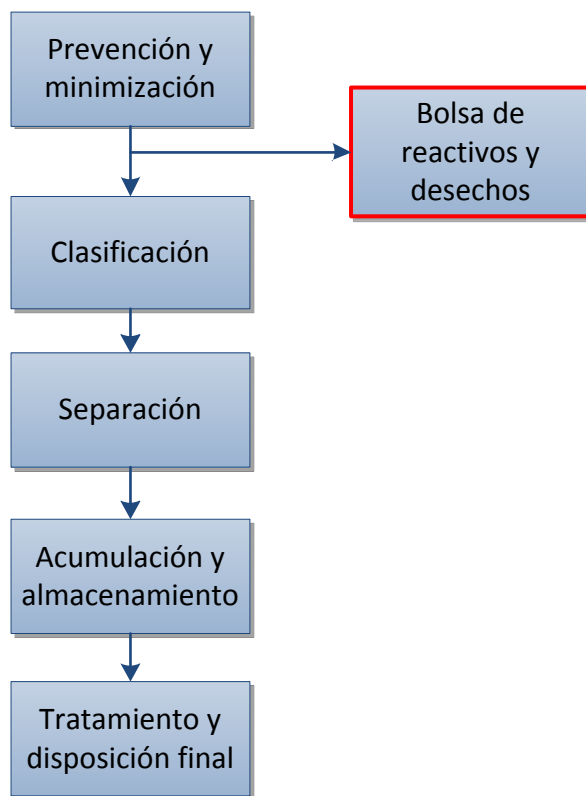 Prevención y
minimización
Bolsa de
reactivos y
desechos
Clasificación
Separación
Acumulación y
almacenamiento
Tratamiento y
disposición final